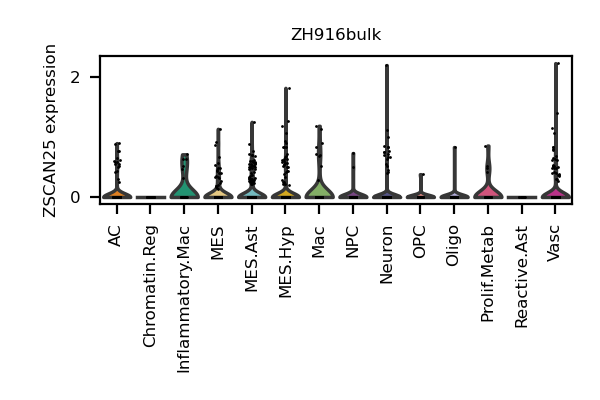 ZH916bulk
ZSCAN25 expression
2
0
AC
Chromatin.Reg
Inflammatory.Mac
MES
MES.Ast
MES.Hyp
Mac
NPC
Neuron
OPC
Oligo
Prolif.Metab
Reactive.Ast
Vasc